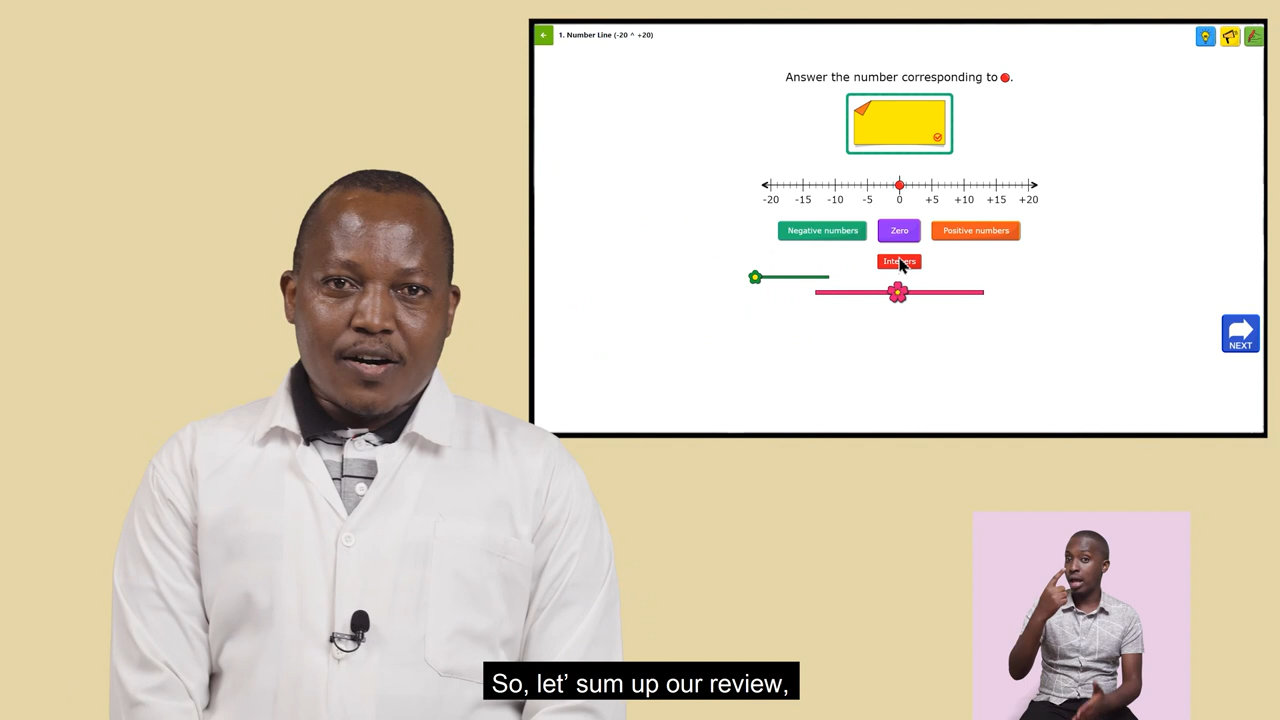 1. Number Line (-20 ^ +20)
Answer the number corresponding to .
-20 -15 -10 -5 0 +5 +10 +15 +20
Negative numbers
Zero
Positive numbers
NEXT
So, let’ sum up our review,